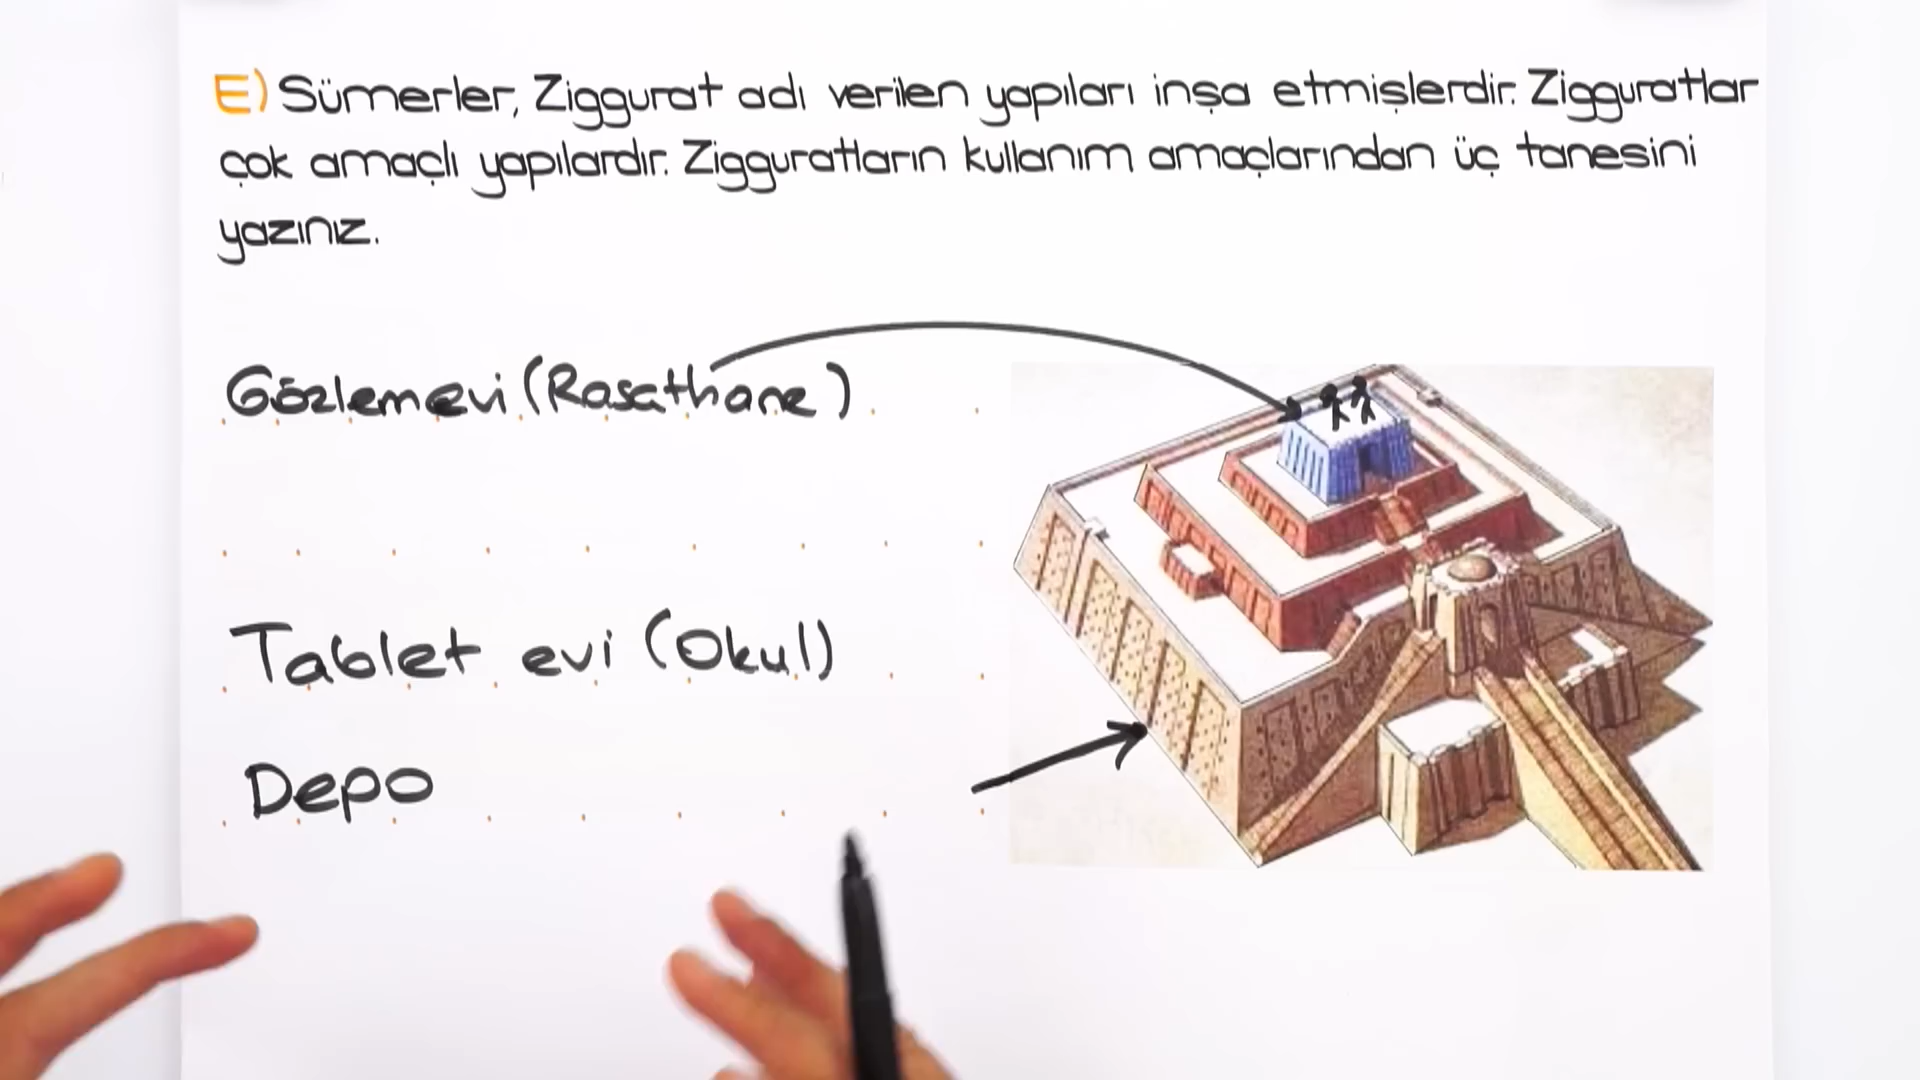 E) Sümerler, Ziggurat adı verilen yapıları inşa etmişlerdir. Zigguratlar
çok amaçlı yapılardır. Zigguratların kullanım amaçlarından üç tanesini
yazınız.
Gözlemevi (Rasathane)
Tablet evi (Okul)
Depo